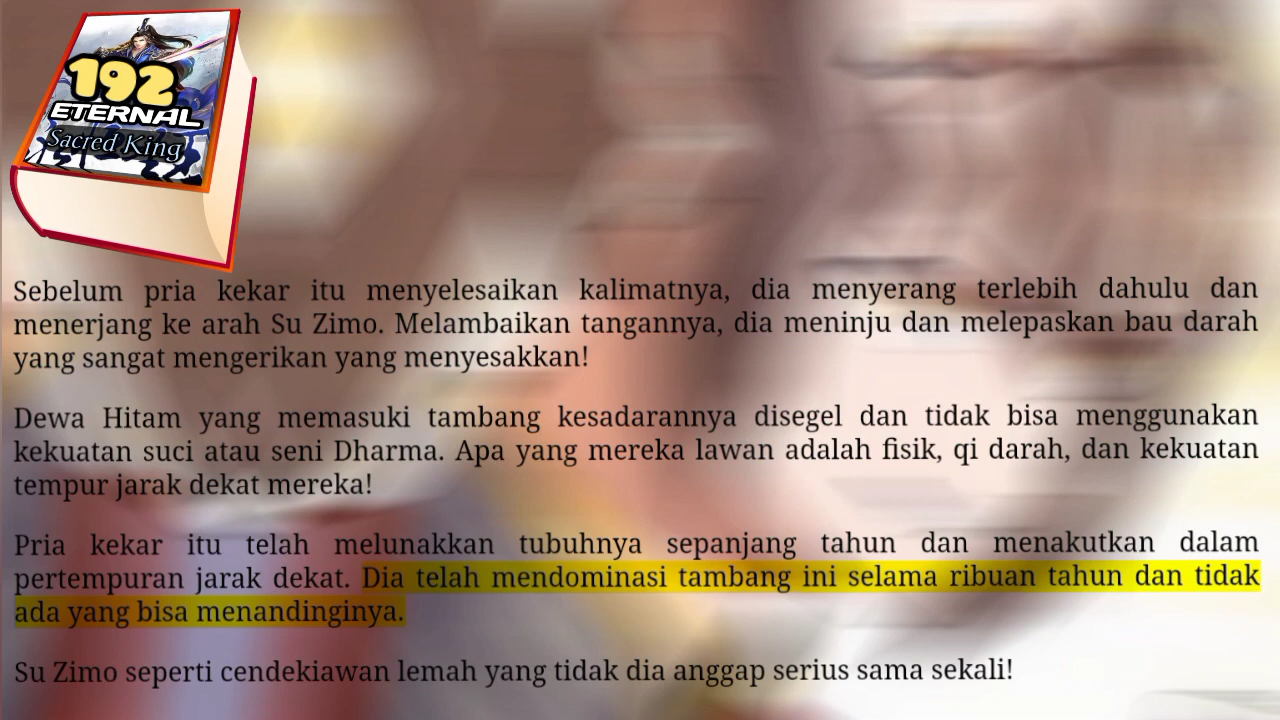 192
ETERNAL
Sacred King
Sebelum pria kekar itu menyelesaikan kalimatnya, dia menyerang terlebih dahulu dan
menerjang ke arah Su Zimo. Melambaikan tangannya, dia meninju dan melepaskan bau darah
yang sangat mengerikan yang menyesakkan!
Dewa Hitam yang memasuki tambang kesadarannya disegel dan tidak bisa menggunakan
kekuatan suci atau seni Dharma. Apa yang mereka lawan adalah fisik, qi darah, dan kekuatan
tempur jarak dekat mereka!
Pria kekar itu telah melunakkan tubuhnya sepanjang tahun dan menakutkan dalam
pertempuran jarak dekat. Dia telah mendominasi tambang ini selama ribuan tahun dan tidak
ada yang bisa menandinginya.
Su Zimo seperti cendekiawan lemah yang tidak dia anggap serius sama sekali!